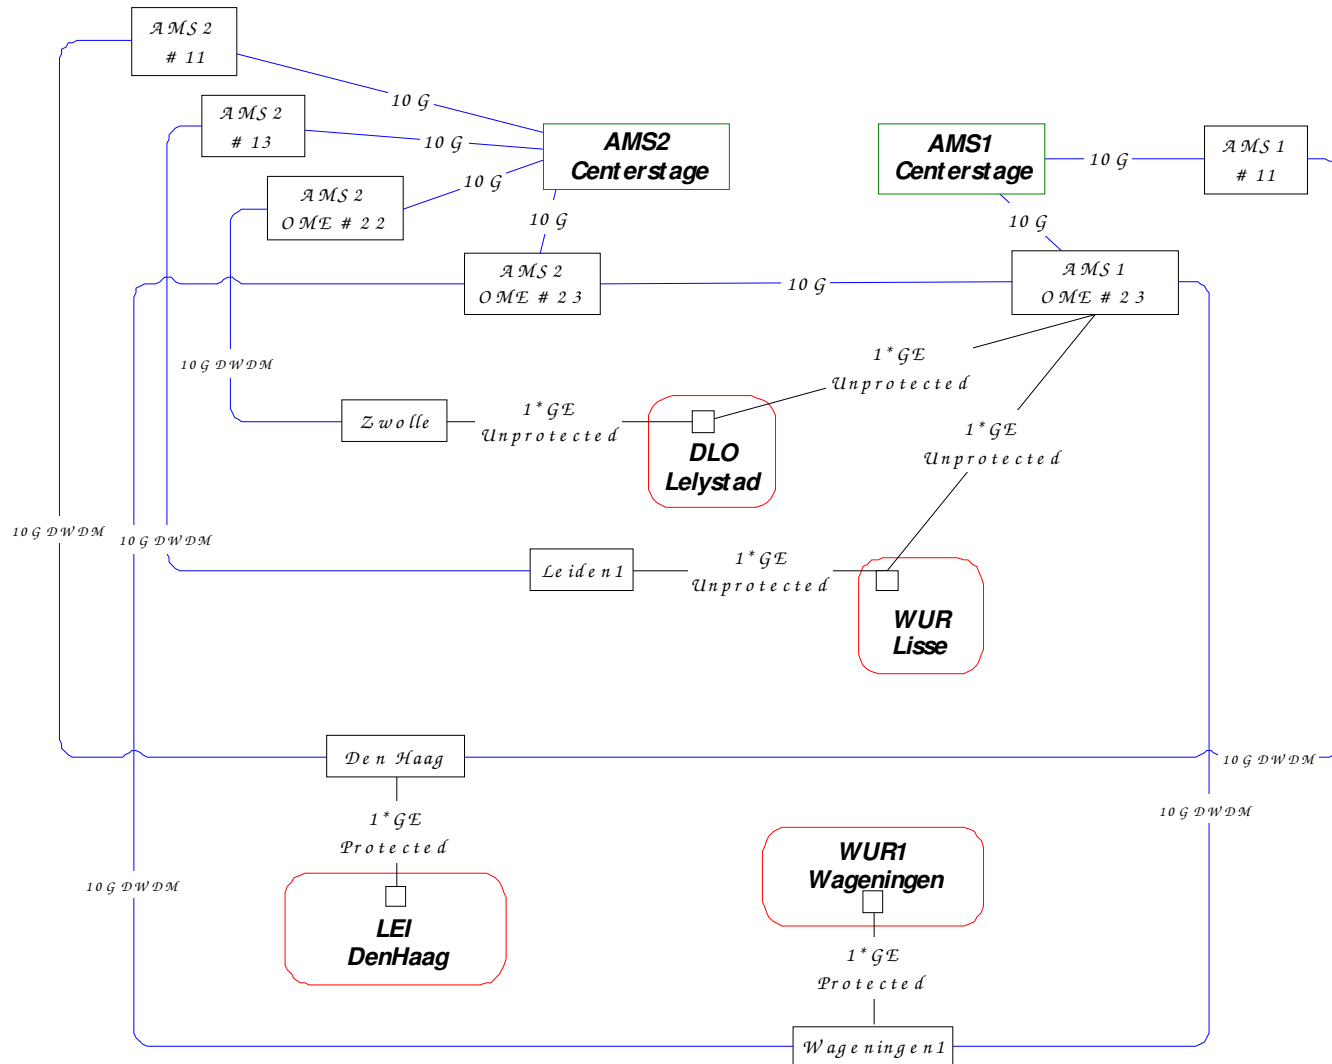 AMS2
# 11
10 G
AMS2
# 13
10 G
AMS2
Centerstage
AMS1
Centerstage
10 G
AMS1
# 11
AMS2
OME # 22
10 G
10 G
10 G
AMS2
OME # 23
10 G
AMS1
OME # 23
10 G DWDM
1*GE
Unprotected
Zwolle
1*GE
Unprotected
DLO
Lelystad
1*GE
Unprotected
10 G DWDM
10 G DWDM
Leiden1
1*GE
Unprotected
WUR
Lisse
Den Haag
10 G DWDM
1*GE
Protected
10 G DWDM
WUR1
Wageningen
10 G DWDM
LEI
DenHaag
1*GE
Protected
Wageningen1